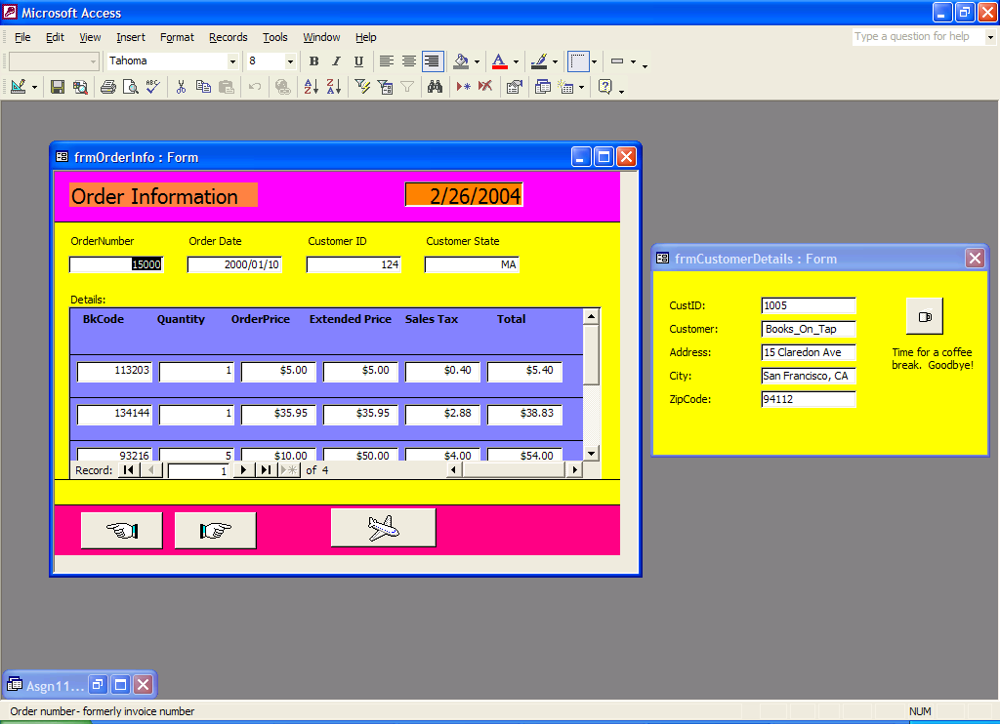 Microsoft Access
File Edit View Insert Format Records Tools Window Help
Type a question for help
Tahoma 8 B I U
frmOrderInfo : Form
Order Information 2/26/2004
OrderNumber Order Date Customer ID Customer State
15000 2000/01/10 124 MA
Details:
BkCode Quantity OrderPrice Extended Price Sales Tax Total
113203 1 $5.00 $5.00 $0.40 $5.40
134144 1 $35.95 $35.95 $2.88 $38.83
93216 5 $10.00 $50.00 $4.00 $54.00
Record: 1 of 4
frmCustomerDetails : Form
CustID: 1005
Customer: Books_On_Tap
Address: 15 Claredon Ave
City: San Francisco, CA
ZipCode: 94112
Time for a coffee
break. Goodbye!
Asgn11...
Order number- formerly invoice number NUM